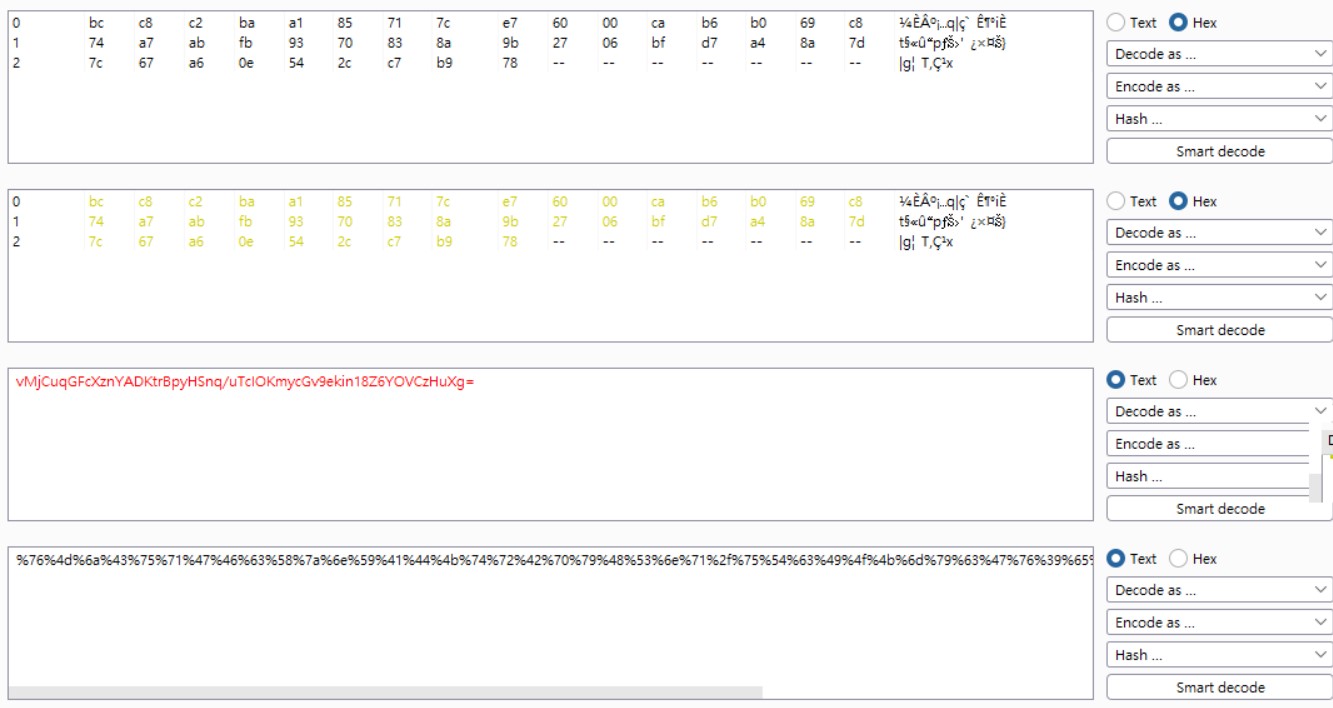 0 bc c8 c2 ba a1 85 71 7c e7 60 00 ca b6 b0 69 c8 ¼ÈÂº¡…q|ç` Ê¶°iÈ
1 74 a7 ab fb 93 70 83 8a 9b 27 06 bf d7 a4 8a 7d t§«û“pƒŠ›' ¿×¤Š}
2 7c 67 a6 0e 54 2c c7 b9 78 -- -- -- -- -- -- -- |g¦ T,Ç¹x
Text Hex
Decode as ...
Encode as ...
Hash ...
Smart decode
0 bc c8 c2 ba a1 85 71 7c e7 60 00 ca b6 b0 69 c8 ¼ÈÂº¡…q|ç` Ê¶°iÈ
1 74 a7 ab fb 93 70 83 8a 9b 27 06 bf d7 a4 8a 7d t§«û“pƒŠ›' ¿×¤Š}
2 7c 67 a6 0e 54 2c c7 b9 78 -- -- -- -- -- -- -- |g¦ T,Ç¹x
Text Hex
Decode as ...
Encode as ...
Hash ...
Smart decode
vMjCuqGFcXznYADKtrBpyHSnq/uTcIOKmycGv9ekin18Z6YOVCzHuXg=
Text Hex
Decode as ...
Encode as ...
Hash ...
Smart decode
%76%4d%6a%43%75%71%47%46%63%58%7a%6e%59%41%44%4b%74%72%42%70%79%48%53%6e%71%2f%75%54%63%49%4f%4b%6d%79%63%47%76%39%65%
Text Hex
Decode as ...
Encode as ...
Hash ...
Smart decode